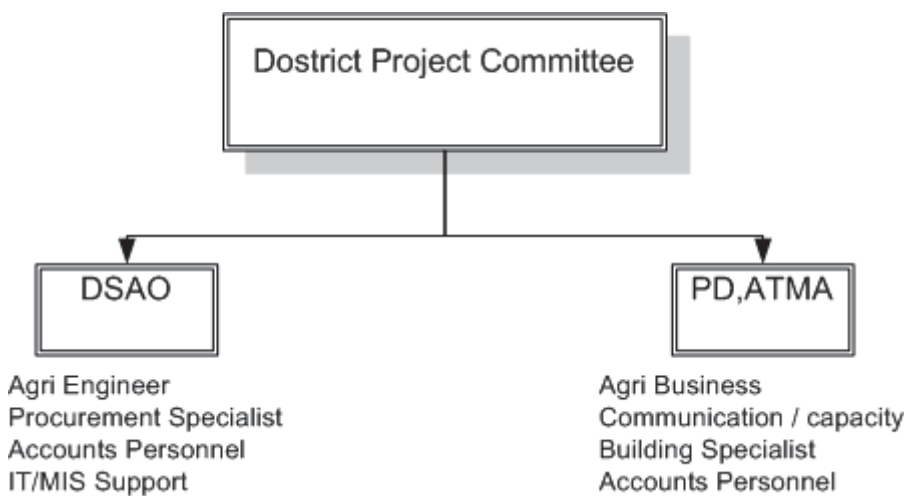 Dostrict Project Committee
DSAO
PD,ATMA
Agri Engineer
Procurement Specialist
Accounts Personnel
IT/MIS Support
Agri Business
Communication / capacity
Building Specialist
Accounts Personnel